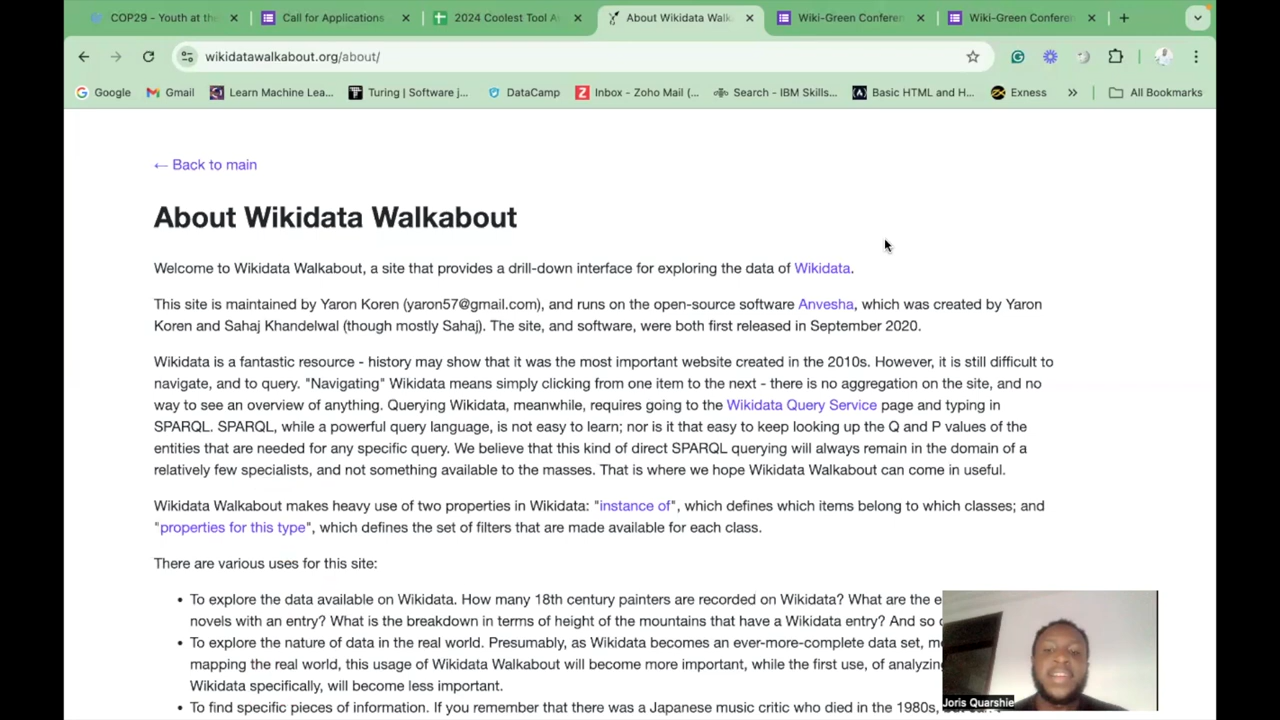 COP29 - Youth at the
Call for Applications
2024 Coolest Tool A
About Wikidata Walk
Wiki-Green Conferen
Wiki-Green Conferen
wikidatawalkabout.org/about/
Google
Gmail
Learn Machine Lea...
Turing | Software j...
DataCamp
Inbox - Zoho Mail (...
Search - IBM Skills...
Basic HTML and H...
Exness
»
All Bookmarks
← Back to main
About Wikidata Walkabout
Welcome to Wikidata Walkabout, a site that provides a drill-down interface for exploring the data of Wikidata.
This site is maintained by Yaron Koren (yaron57@gmail.com), and runs on the open-source software Anvesha, which was created by Yaron
Koren and Sahaj Khandelwal (though mostly Sahaj). The site, and software, were both first released in September 2020.
Wikidata is a fantastic resource - history may show that it was the most important website created in the 2010s. However, it is still difficult to
navigate, and to query. "Navigating" Wikidata means simply clicking from one item to the next - there is no aggregation on the site, and no
way to see an overview of anything. Querying Wikidata, meanwhile, requires going to the Wikidata Query Service page and typing in
SPARQL. SPARQL, while a powerful query language, is not easy to learn; nor is it that easy to keep looking up the Q and P values of the
entities that are needed for any specific query. We believe that this kind of direct SPARQL querying will always remain in the domain of a
relatively few specialists, and not something available to the masses. That is where we hope Wikidata Walkabout can come in useful.
Wikidata Walkabout makes heavy use of two properties in Wikidata: "instance of", which defines which items belong to which classes; and
"properties for this type", which defines the set of filters that are made available for each class.
There are various uses for this site:
• To explore the data available on Wikidata. How many 18th century painters are recorded on Wikidata? What are the e
novels with an entry? What is the breakdown in terms of height of the mountains that have a Wikidata entry? And so
• To explore the nature of data in the real world. Presumably, as Wikidata becomes an ever-more-complete data set, m
mapping the real world, this usage of Wikidata Walkabout will become more important, while the first use, of analyzing
Wikidata specifically, will become less important.
• To find specific pieces of information. If you remember that there was a Japanese music critic who died in the 1980s,
Joris Quarshie